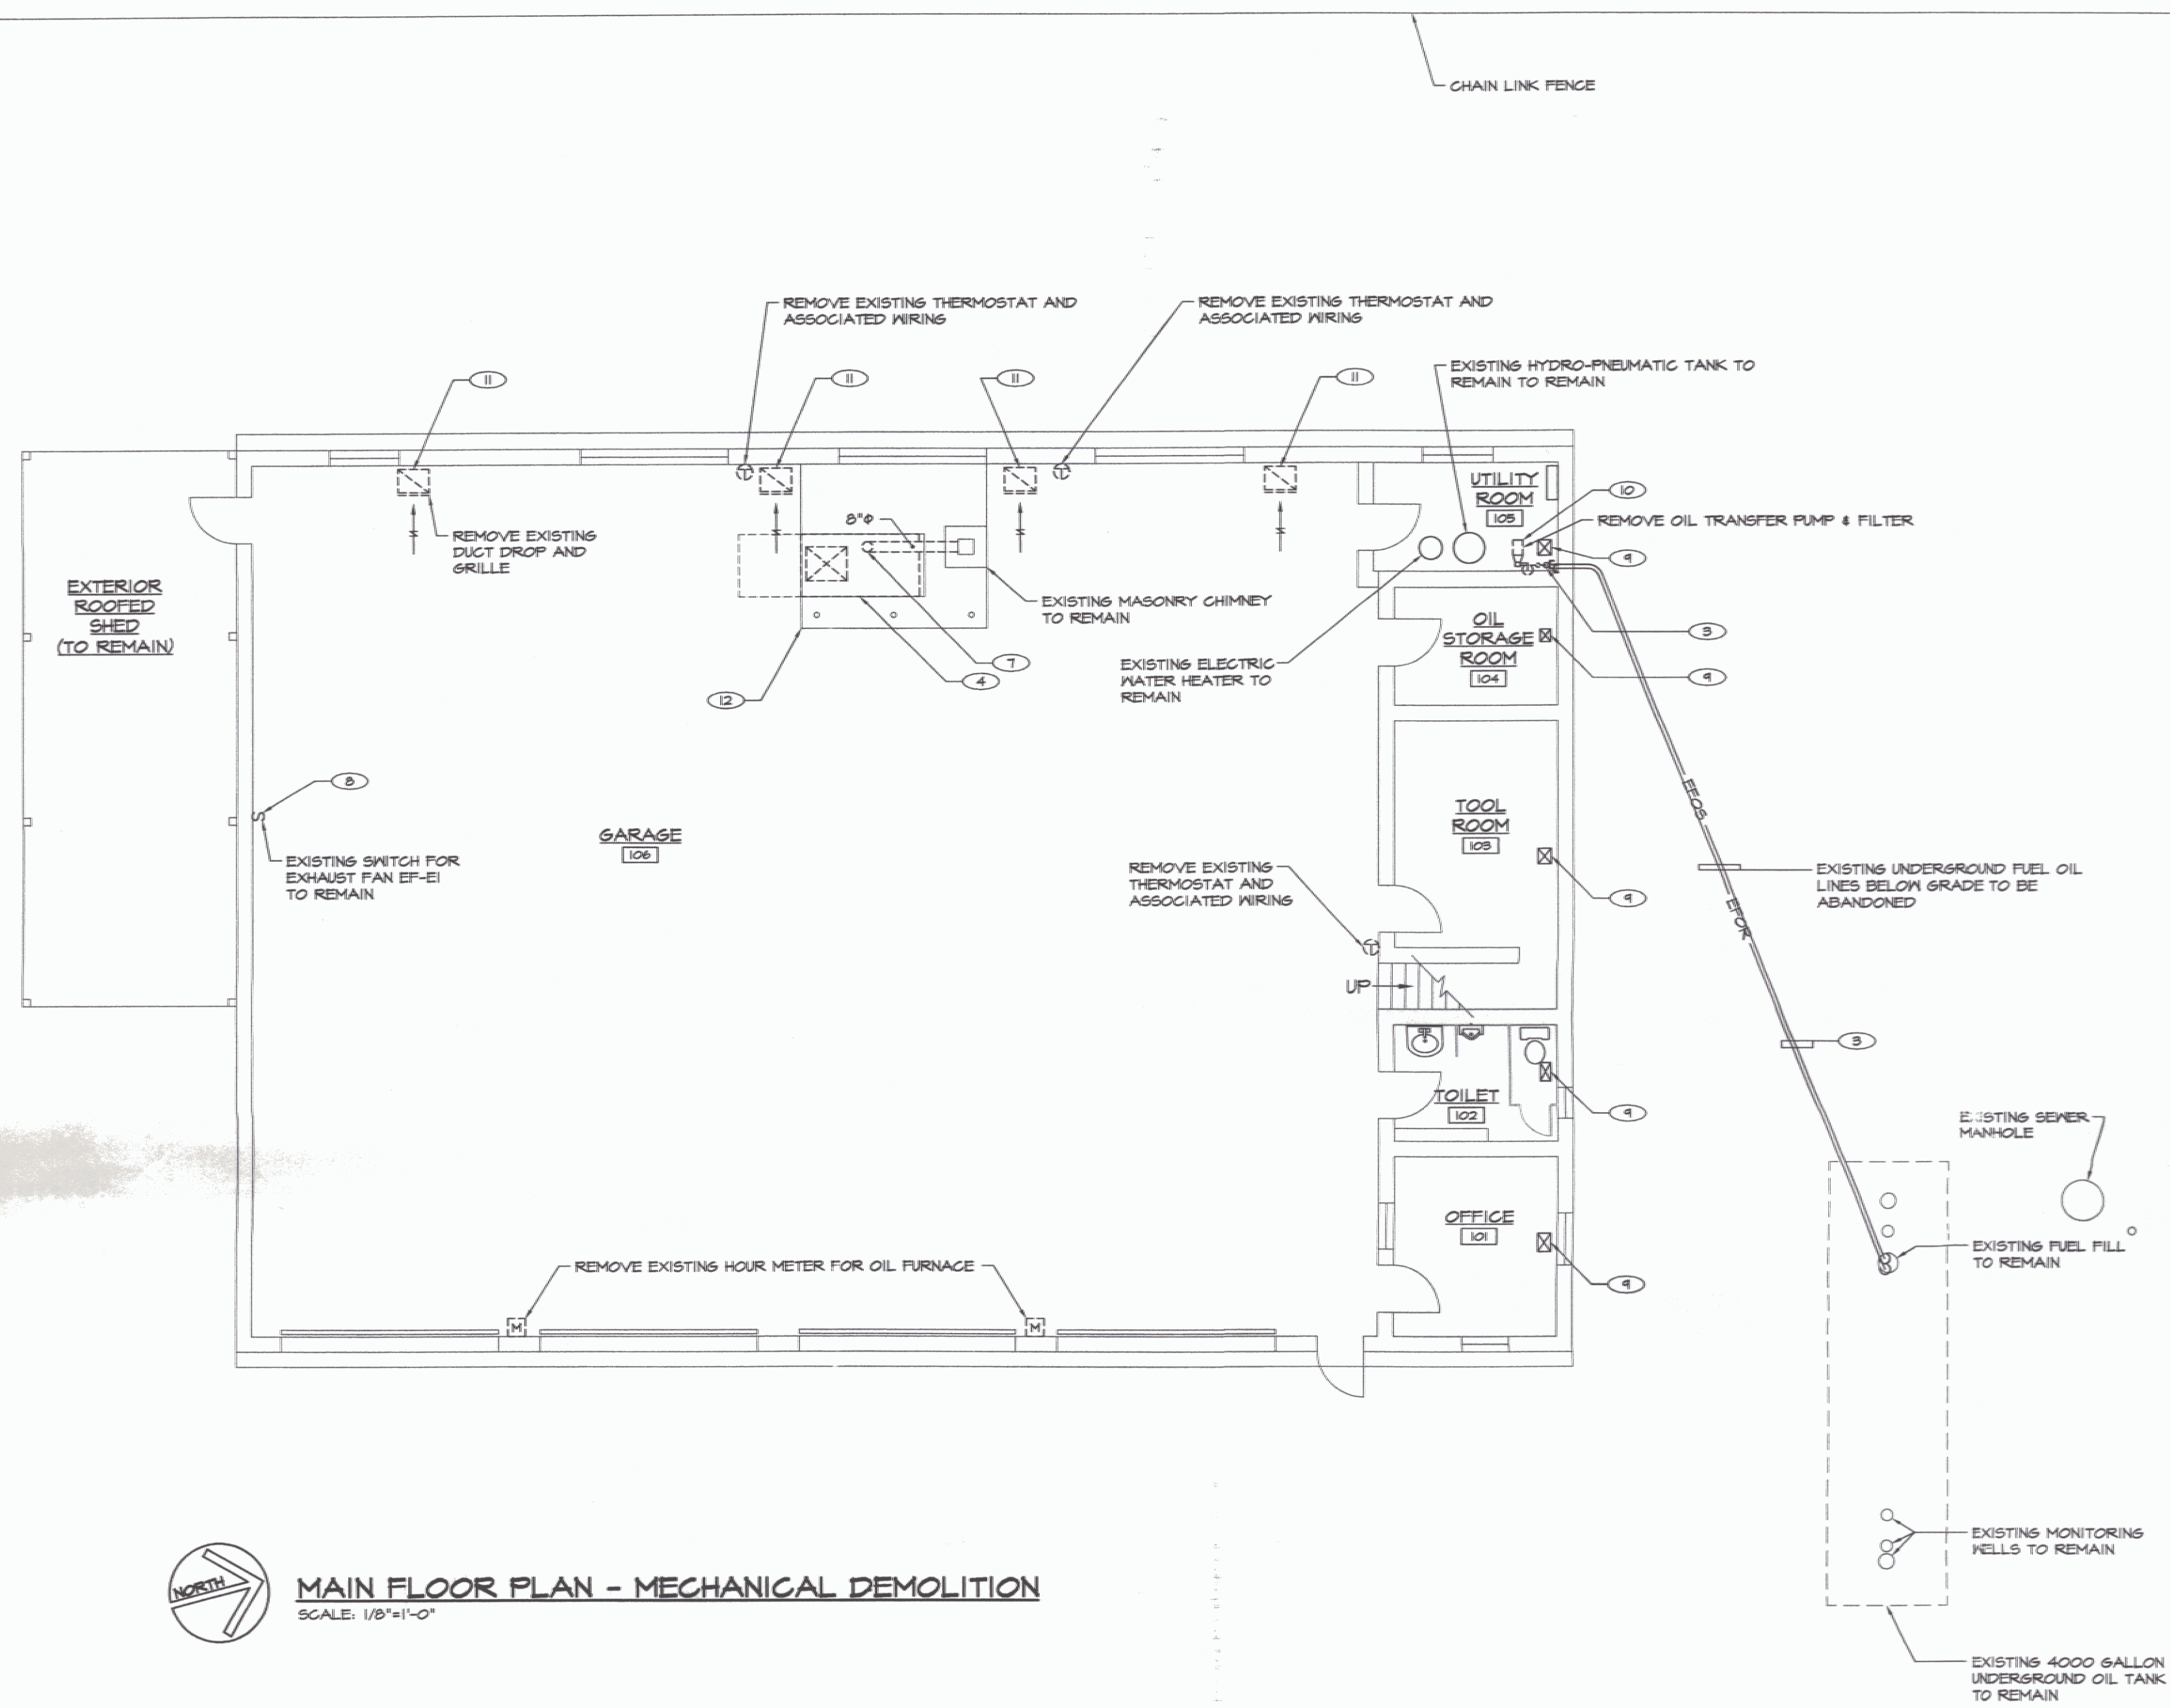 CHAIN LINK FENCE
REMOVE EXISTING THERMOSTAT AND
ASSOCIATED WIRING
REMOVE EXISTING THERMOSTAT AND
ASSOCIATED WIRING
EXISTING HYDRO-PNEUMATIC TANK TO
REMAIN TO REMAIN
11
11
11
11
UTILITY
ROOM
105
10
REMOVE OIL TRANSFER PUMP & FILTER
9
8"Φ
REMOVE EXISTING
DUCT DROP AND
GRILLE
EXTERIOR
ROOFED
SHED
(TO REMAIN)
EXISTING MASONRY CHIMNEY
TO REMAIN
OIL
STORAGE
ROOM
104
3
9
7
4
12
EXISTING ELECTRIC
WATER HEATER TO
REMAIN
8
S
EXISTING SWITCH FOR
EXHAUST FAN EF-E1
TO REMAIN
GARAGE
106
TOOL
ROOM
103
9
EFOS
EFOR
EXISTING UNDERGROUND FUEL OIL
LINES BELOW GRADE TO BE
ABANDONED
REMOVE EXISTING
THERMOSTAT AND
ASSOCIATED WIRING
T
T
T
UP
3
TOILET
102
9
EXISTING SEWER
MANHOLE
OFFICE
101
9
EXISTING FUEL FILL
TO REMAIN
REMOVE EXISTING HOUR METER FOR OIL FURNACE
M
M
EXISTING MONITORING
WELLS TO REMAIN
NORTH
MAIN FLOOR PLAN - MECHANICAL DEMOLITION
SCALE: 1/8"=1'-0"
EXISTING 4000 GALLON
UNDERGROUND OIL TANK
TO REMAIN